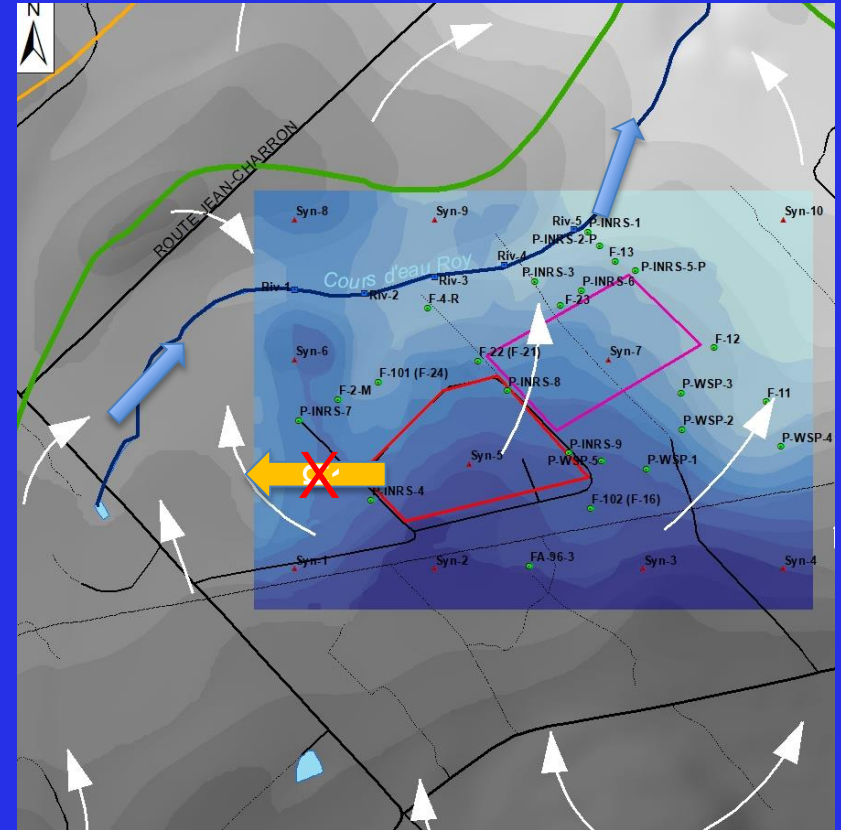 N
ROUTE-JEAN-CHARRON
Syn-8
Syn-9
Syn-10
Riv-5
P-INRS-1
P-INRS-2-P
F-13
Riv-4
P-INRS-5-P
Cours d'eau Roy
Riv-3
P-INRS-3
P-INRS-6
Riv-1
Riv-2
F-4-R
F-23
F-12
Syn-6
F-22 (F-21)
Syn-7
F-101 (F-24)
P-INRS-8
P-WSP-3
F-2-M
F-11
P-INRS-7
P-WSP-2
P-INRS-9
P-WSP-4
Syn-5
P-WSP-5
P-WSP-1
X
P-INRS-4
F-102 (F-16)
Syn-1
Syn-2
FA-96-3
Syn-3
Syn-4